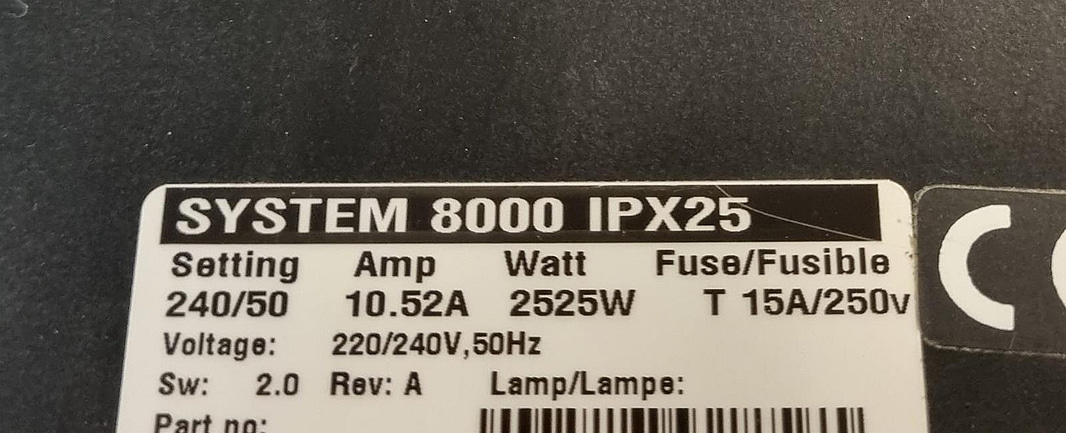 SYSTEM 8000 IPX25
Setting Amp Watt Fuse/Fusible
240/50 10.52A 2525W T 15A/250v
Voltage: 220/240V,50Hz
Sw: 2.0 Rev: A Lamp/Lampe:
Part no: